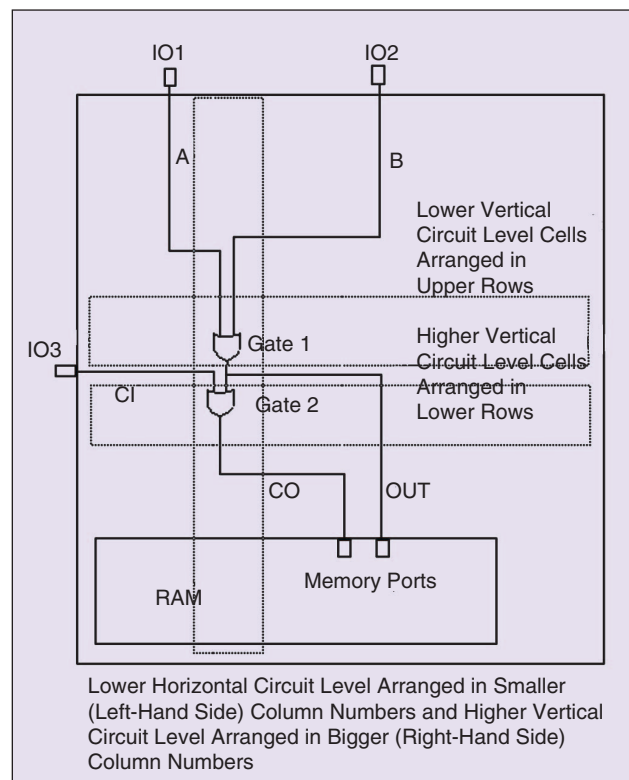 IO1
IO2
A
B
Lower Vertical
Circuit Level Cells
Arranged in
Upper Rows
IO3
Gate 1
Higher Vertical
Circuit Level Cells
Arranged in
Lower Rows
CI
Gate 2
CO
OUT
Memory Ports
RAM
Lower Horizontal Circuit Level Arranged in Smaller
(Left-Hand Side) Column Numbers and Higher Vertical
Circuit Level Arranged in Bigger (Right-Hand Side)
Column Numbers